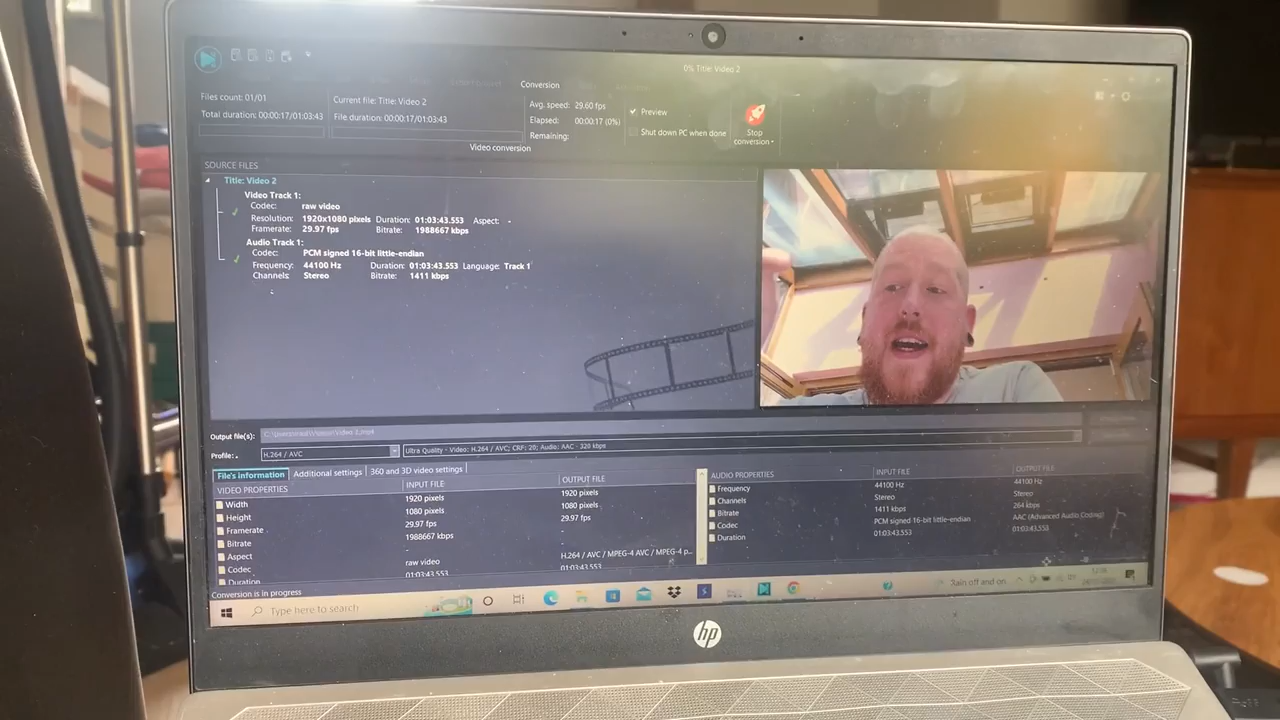 0% Title: Video 2
Conversion
Files count: 01/01
Total duration: 00:00:17/01:03:43
Current file: Title: Video 2
File duration: 00:00:17/01:03:43
Avg. speed: 29.60 fps
Elapsed: 00:00:17 (0%)
Remaining:
Preview
Shut down PC when done
Stop
conversion
Video conversion
SOURCE FILES
Title: Video 2
Video Track 1:
Codec: raw video
Resolution: 1920x1080 pixels Duration: 01:03:43.553 Aspect: -
Framerate: 29.97 fps Bitrate: 1988667 kbps
Audio Track 1:
Codec: PCM signed 16-bit little-endian
Frequency: 44100 Hz Duration: 01:03:43.553 Language: Track 1
Channels: Stereo Bitrate: 1411 kbps
Output file(s):
Profile: H.264 / AVC Ultra Quality - Video: H.264 / AVC; CRF: 20; Audio: AAC - 320 kbps
File's information Additional settings 360 and 3D video settings
VIDEO PROPERTIES INPUT FILE OUTPUT FILE
Width 1920 pixels 1920 pixels
Height 1080 pixels 1080 pixels
Framerate 29.97 fps 29.97 fps
Bitrate 1988667 kbps
Aspect - -
Codec raw video H.264 / AVC / MPEG-4 AVC / MPEG-4 p...
Duration 01:03:43.553 01:03:43.553
AUDIO PROPERTIES INPUT FILE OUTPUT FILE
Frequency 44100 Hz 44100 Hz
Channels Stereo Stereo
Bitrate 1411 kbps 264 kbps
Codec PCM signed 16-bit little-endian AAC (Advanced Audio Coding)
Duration 01:03:43.553 01:03:43.553
Conversion is in progress
Type here to search
Rain off and on
hp